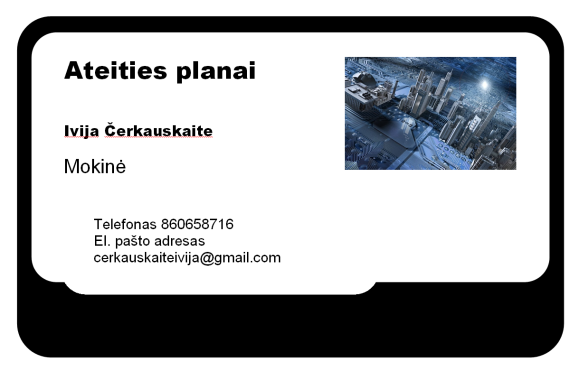 Ateities planai
Ivija Čerkauskaite
Mokinė
Telefonas 860658716
El. pašto adresas
cerkauskaiteivija@gmail.com